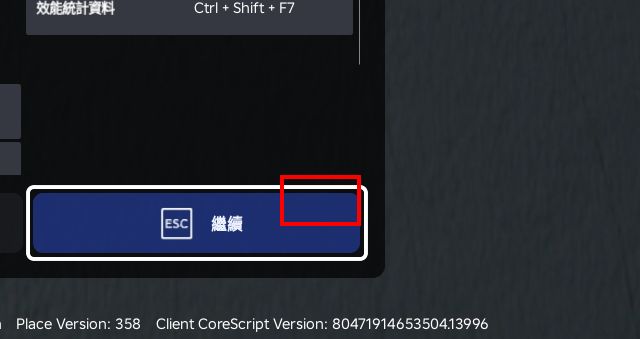 效能統計資料 Ctrl + Shift + F7
ESC 繼續
Place Version: 358 Client CoreScript Version: 80471914653504.13996